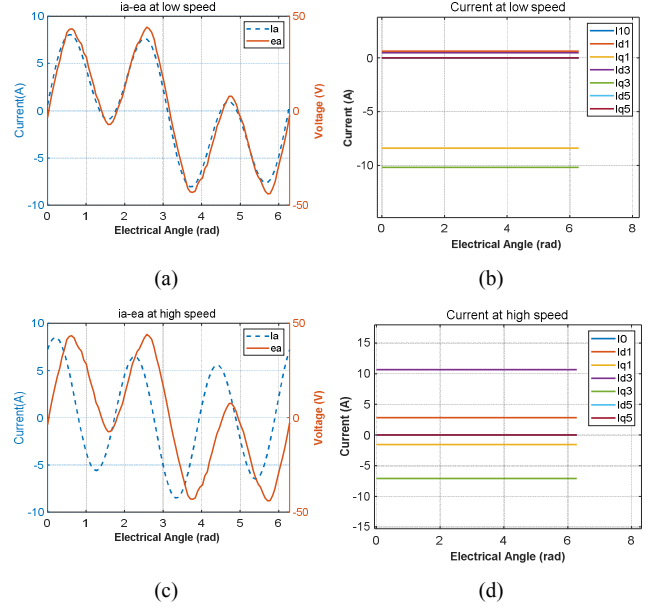 ia-ea at low speed
Ia
ea
10
5
0
-5
-10
Current(A)
50
0
-50
Voltage (V)
0 1 2 3 4 5 6
Electrical Angle (rad)
(a)
Current at low speed
I10
Id1
Iq1
Id3
Iq3
Id5
Iq5
0
-5
-10
Current (A)
0 2 4 6 8
Electrical Angle (rad)
(b)
ia-ea at high speed
Ia
ea
10
5
0
-5
-10
Current(A)
50
0
-50
Voltage (V)
0 1 2 3 4 5 6
Electrical Angle (rad)
(c)
Current at high speed
I0
Id1
Iq1
Id3
Iq3
Id5
Iq5
15
10
5
0
-5
-10
-15
Current (A)
0 2 4 6 8
Electrical Angle (rad)
(d)